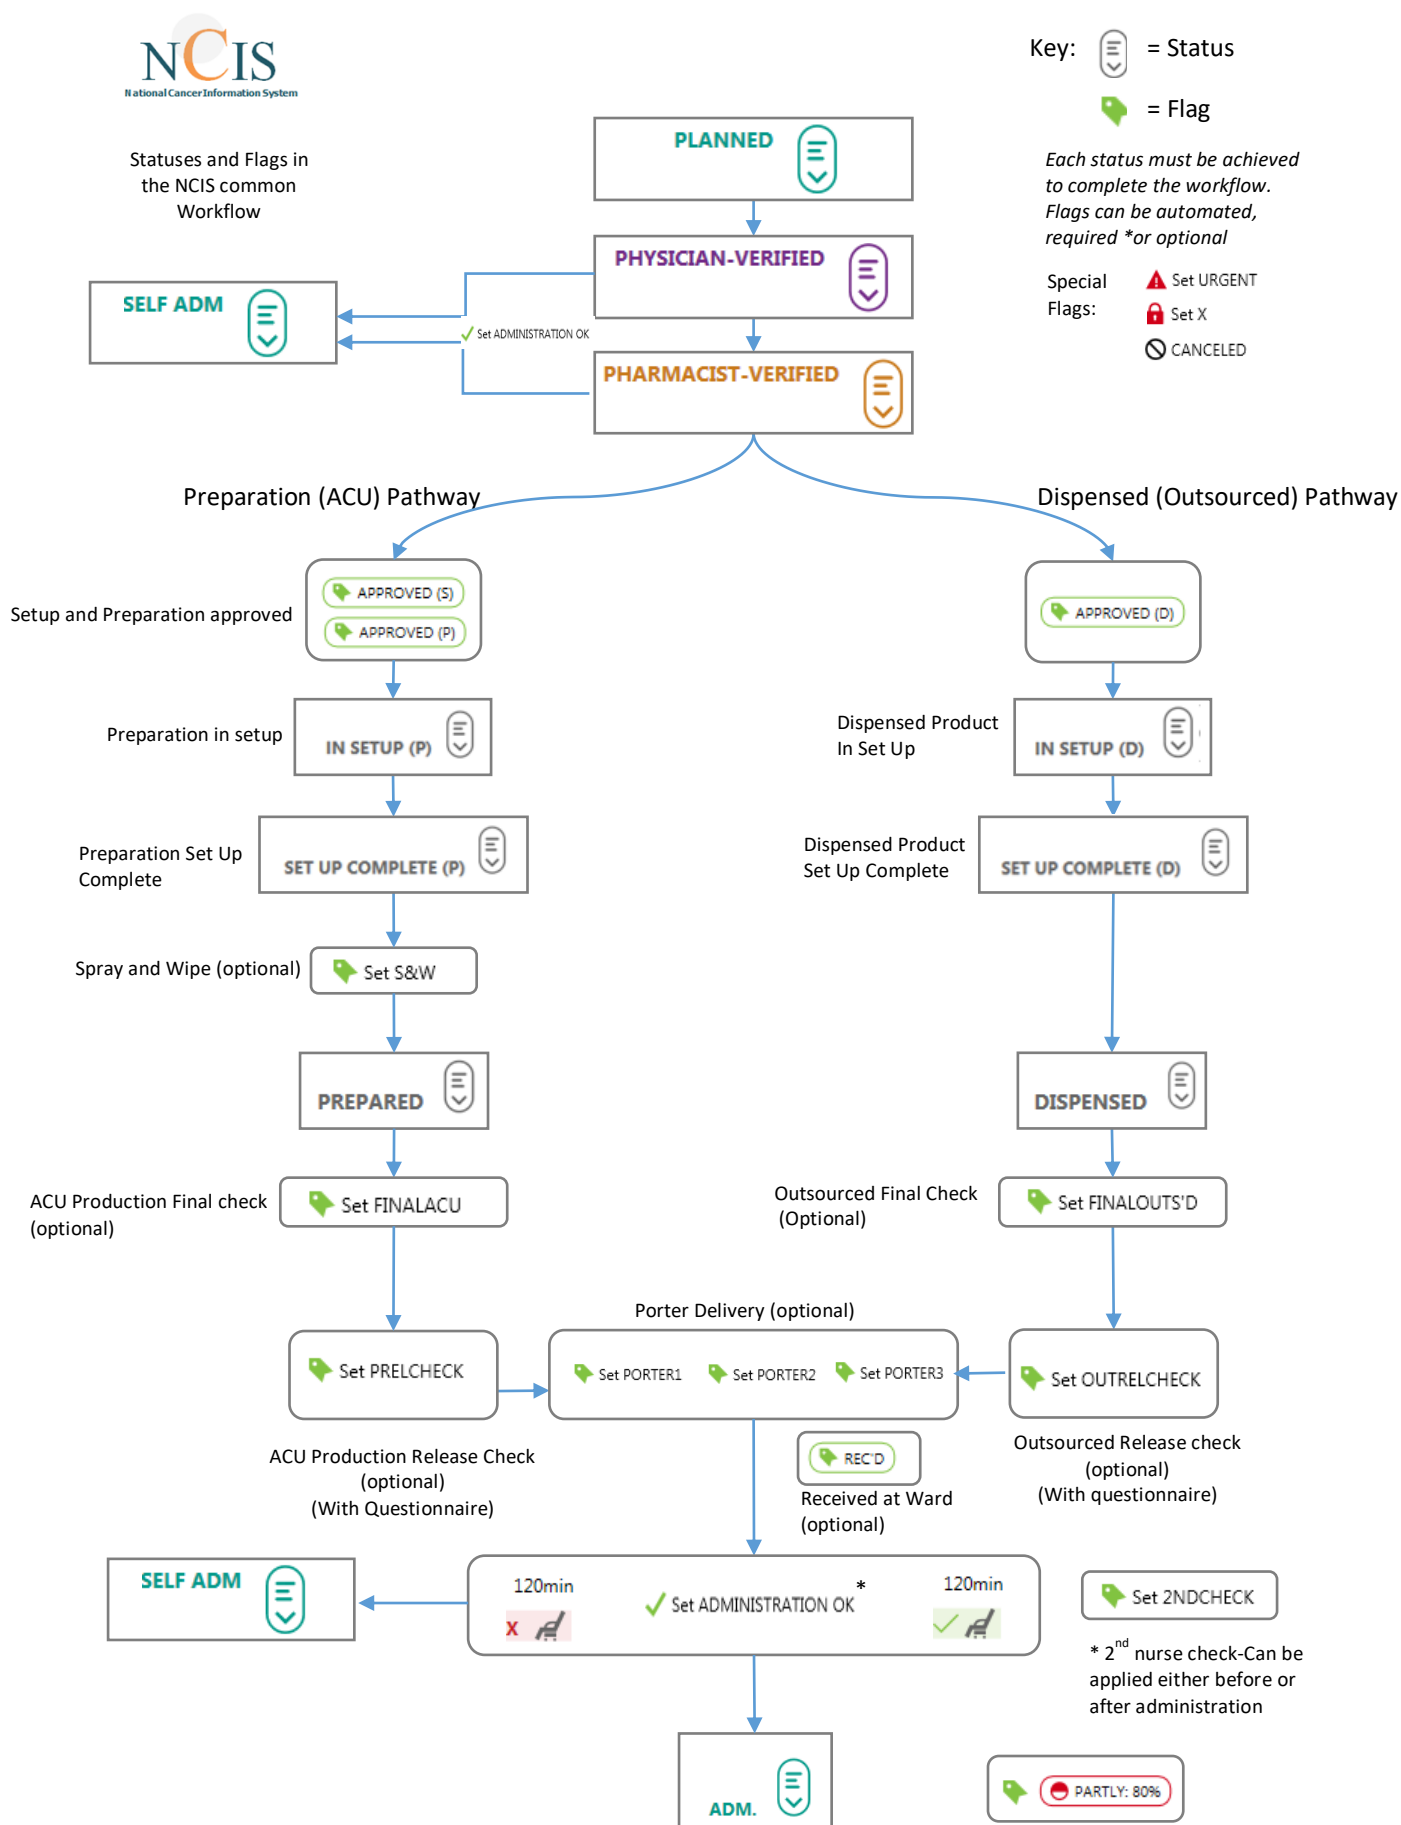 NCIS
National Cancer Information System
Key:
= Status
= Flag
Statuses and Flags in
the NCIS common
Workflow
Each status must be achieved
to complete the workflow.
Flags can be automated,
required *or optional
Special
Flags:
Set URGENT
Set X
CANCELED
PLANNED
PHYSICIAN-VERIFIED
SELF ADM
Set ADMINISTRATION OK
PHARMACIST-VERIFIED
Preparation (ACU) Pathway
Dispensed (Outsourced) Pathway
Setup and Preparation approved
APPROVED (S)
APPROVED (P)
APPROVED (D)
Preparation in setup
IN SETUP (P)
Dispensed Product
In Set Up
IN SETUP (D)
Preparation Set Up
Complete
SET UP COMPLETE (P)
Dispensed Product
Set Up Complete
SET UP COMPLETE (D)
Spray and Wipe (optional)
Set S&W
PREPARED
DISPENSED
ACU Production Final check
(optional)
Set FINALACU
Outsourced Final Check
(Optional)
Set FINALOUTS'D
Porter Delivery (optional)
Set PRELCHECK
Set PORTER1
Set PORTER2
Set PORTER3
Set OUTRELCHECK
ACU Production Release Check
(optional)
(With Questionnaire)
REC'D
Received at Ward
(optional)
Outsourced Release check
(optional)
(With questionnaire)
SELF ADM
120min
X
Set ADMINISTRATION OK *
120min
Set 2NDCHECK
* 2nd nurse check-Can be
applied either before or
after administration
ADM.
PARTLY: 80%